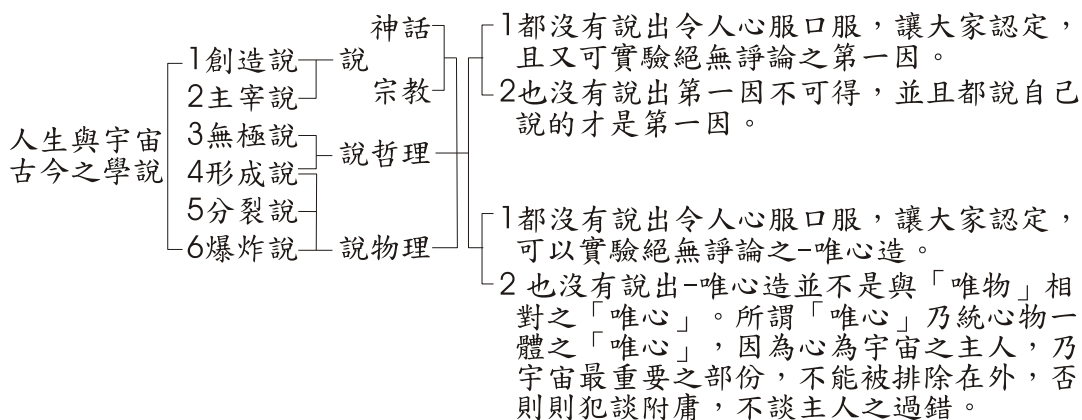 人生與宇宙
古今之學說
1創造說
2主宰說
3無極說
4形成說
5分裂說
6爆炸說
說
神話
宗教
說哲理
說物理
1都沒有說出令人心服口服，讓大家認定，
且又可實驗絕無諍論之第一因。
2也沒有說出第一因不可得，並且都說自己
說的才是第一因。
1都沒有說出令人心服口服，讓大家認定，
可以實驗絕無諍論之-唯心造。
2 也沒有說出-唯心造並不是與「唯物」相
對之「唯心」。所謂「唯心」乃統心物一
體之「唯心」，因為心為宇宙之主人，乃
宇宙最重要之部份，不能被排除在外，否
則則犯談附庸，不談主人之過錯。